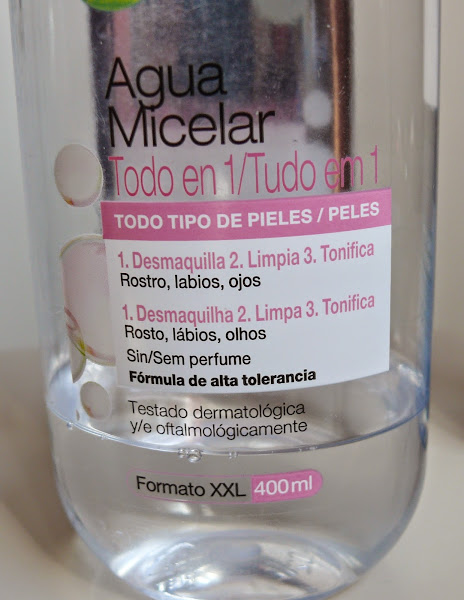 Agua
Micelar
Todo en 1/Tudo em 1
TODO TIPO DE PIELES / PELES
1. Desmaquilla 2. Limpia 3. Tonifica
Rostro, labios, ojos
1. Desmaquilha 2. Limpa 3. Tonifica
Rosto, lábios, olhos
Sin/Sem perfume
Fórmula de alta tolerancia
Testado dermatológica
y/e oftalmológicamente
Formato XXL 400 ml